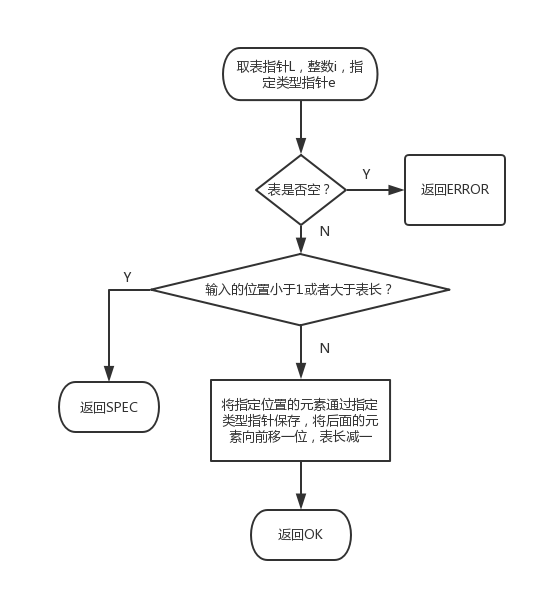 取表指针L，整数i，指
定类型指针e
表是否空？
Y
返回ERROR
N
Y
输入的位置小于1或者大于表长？
N
返回SPEC
将指定位置的元素通过指定
类型指针保存，将后面的元
素向前移一位，表长减一
返回OK